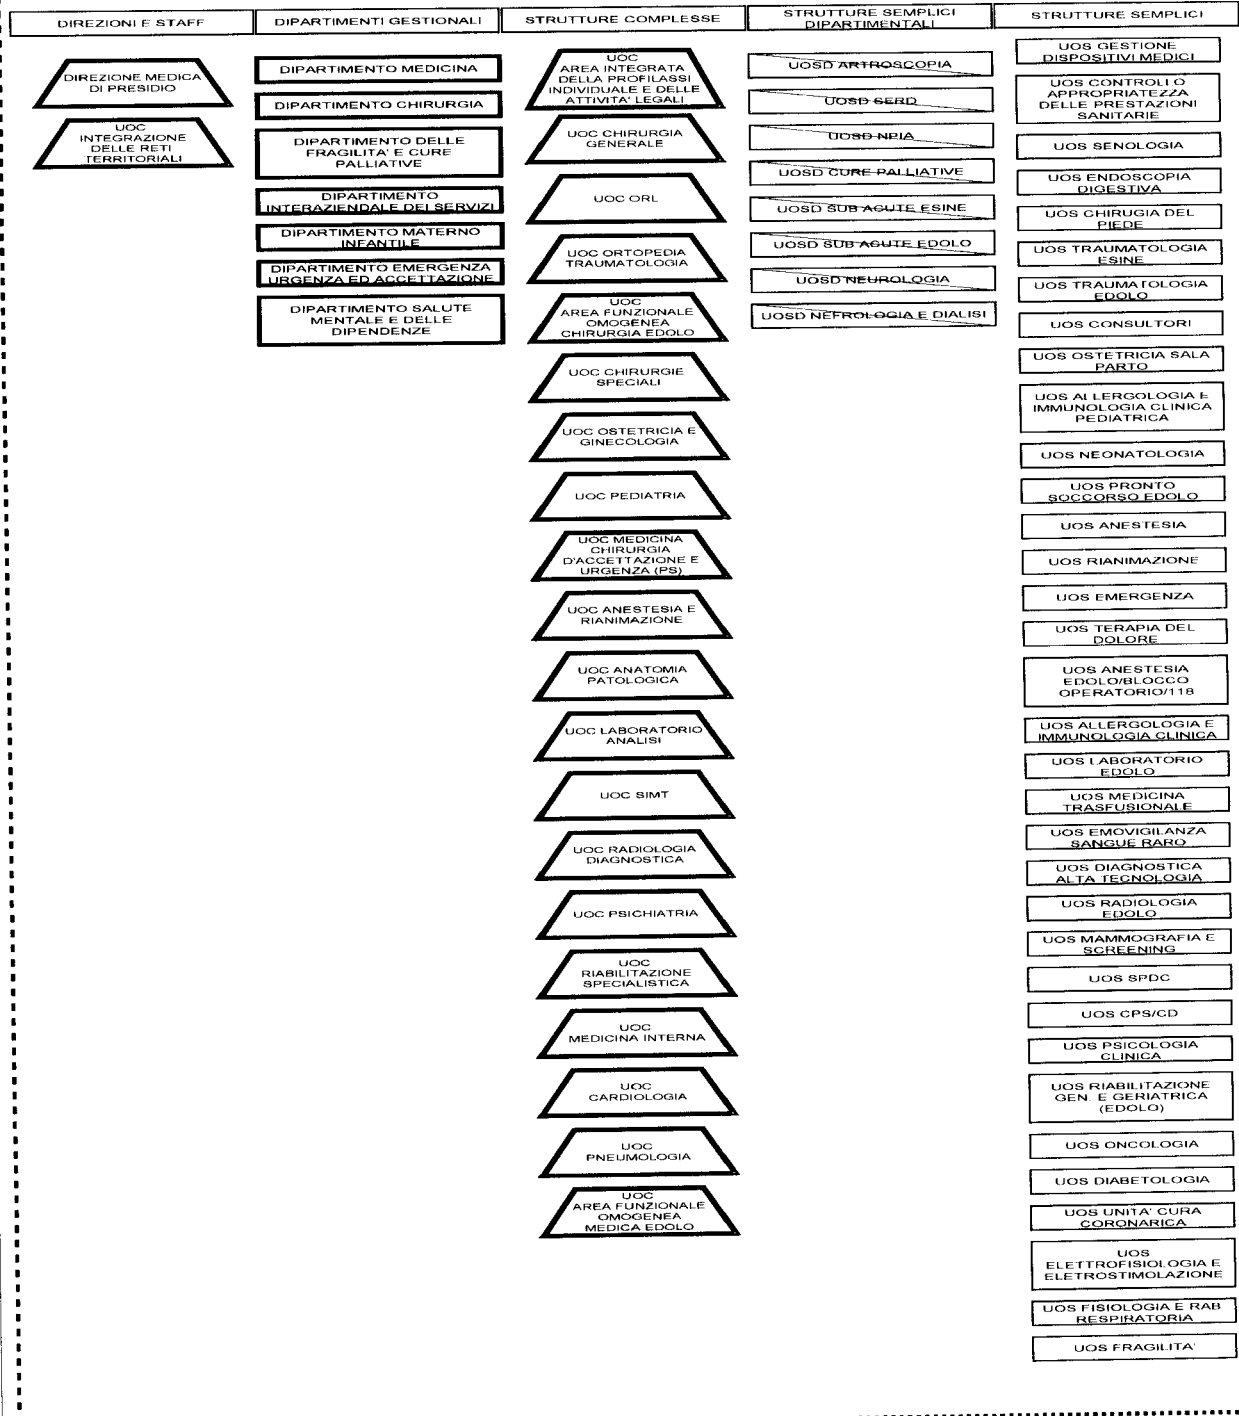 DIREZIONI E STAFF
DIREZIONE MEDICA
DI PRESIDIO
UOC
INTEGRAZIONE
DELLE RETI
TERRITORIALI
DIPARTIMENTI GESTIONALI
DIPARTIMENTO MEDICINA
DIPARTIMENTO CHIRURGIA
DIPARTIMENTO DELLE
FRAGILITA' E CURE
PALLIATIVE
DIPARTIMENTO
INTERAZIENDALE DEI SERVIZI
DIPARTIMENTO MATERNO
INFANTILE
DIPARTIMENTO EMERGENZA
URGENZA ED ACCETTAZIONE
DIPARTIMENTO SALUTE
MENTALE E DELLE
DIPENDENZE
STRUTTURE COMPLESSE
UOC
AREA INTEGRATA
DELLA PROFILASSI
INDIVIDUALE E DELLE
ATTIVITA' LEGALI
UOC CHIRURGIA
GENERALE
UOC ORL
UOC ORTOPEDIA
TRAUMATOLOGIA
UOC
AREA FUNZIONALE
OMOGENEA
CHIRURGIA EDOLO
UOC CHIRURGIE
SPECIALI
UOC OSTETRICIA E
GINECOLOGIA
UOC PEDIATRIA
UOC MEDICINA
CHIRURGIA
D'ACCETTAZIONE E
URGENZA (PS)
UOC ANESTESIA E
RIANIMAZIONE
UOC ANATOMIA
PATOLOGICA
UOC LABORATORIO
ANALISI
UOC SIMT
UOC RADIOLOGIA
DIAGNOSTICA
UOC PSICHIATRIA
UOC
RIABILITAZIONE
SPECIALISTICA
UOC
MEDICINA INTERNA
UOC
CARDIOLOGIA
UOC
PNEUMOLOGIA
UOC
AREA FUNZIONALE
OMOGENEA
MEDICA EDOLO
STRUTTURE SEMPLICI
DIPARTIMENTALI
UOSD ARTROSCOPIA
UOSD SERD
UOSD NPIA
UOSD CURE PALLIATIVE
UOSD SUB ACUTE ESINE
UOSD SUB ACUTE EDOLO
UOSD NEUROLOGIA
UOSD NEFROLOGIA E DIALISI
STRUTTURE SEMPLICI
UOS GESTIONE
DISPOSITIVI MEDICI
UOS CONTROLLO
APPROPRIATEZZA
DELLE PRESTAZIONI
SANITARIE
UOS SENOLOGIA
UOS ENDOSCOPIA
DIGESTIVA
UOS CHIRUGIA DEL
PIEDE
UOS TRAUMATOLOGIA
ESINE
UOS TRAUMATOLOGIA
EDOLO
UOS CONSULTORI
UOS OSTETRICIA SALA
PARTO
UOS ALLERGOLOGIA E
IMMUNOLOGIA CLINICA
PEDIATRICA
UOS NEONATOLOGIA
UOS PRONTO
SOCCORSO EDOLO
UOS ANESTESIA
UOS RIANIMAZIONE
UOS EMERGENZA
UOS TERAPIA DEL
DOLORE
UOS ANESTESIA
EDOLO/BLOCCO
OPERATORIO/118
UOS ALLERGOLOGIA E
IMMUNOLOGIA CLINICA
UOS LABORATORIO
EDOLO
UOS MEDICINA
TRASFUSIONALE
UOS EMOVIGILANZA
SANGUE RARO
UOS DIAGNOSTICA
ALTA TECNOLOGIA
UOS RADIOLOGIA
EDOLO
UOS MAMMOGRAFIA E
SCREENING
UOS SPDC
UOS CPS/CD
UOS PSICOLOGIA
CLINICA
UOS RIABILITAZIONE
GEN. E GERIATRICA
(EDOLO)
UOS ONCOLOGIA
UOS DIABETOLOGIA
UOS UNITA' CURA
CORONARICA
UOS
ELETTROFISIOLOGIA E
ELETROSTIMOLAZIONE
UOS FISIOLOGIA E RAB
RESPIRATORIA
UOS FRAGILITA'